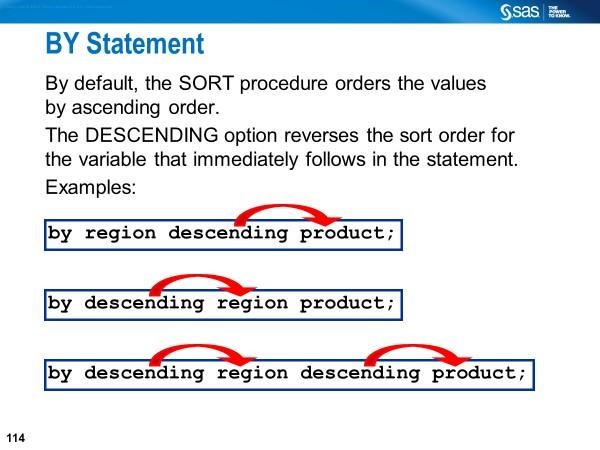 sas
THE
POWER
TO KNOW.
BY Statement
By default, the SORT procedure orders the values
by ascending order.
The DESCENDING option reverses the sort order for
the variable that immediately follows in the statement.
Examples:
by region descending product;
by descending region product;
by descending region descending product;
114